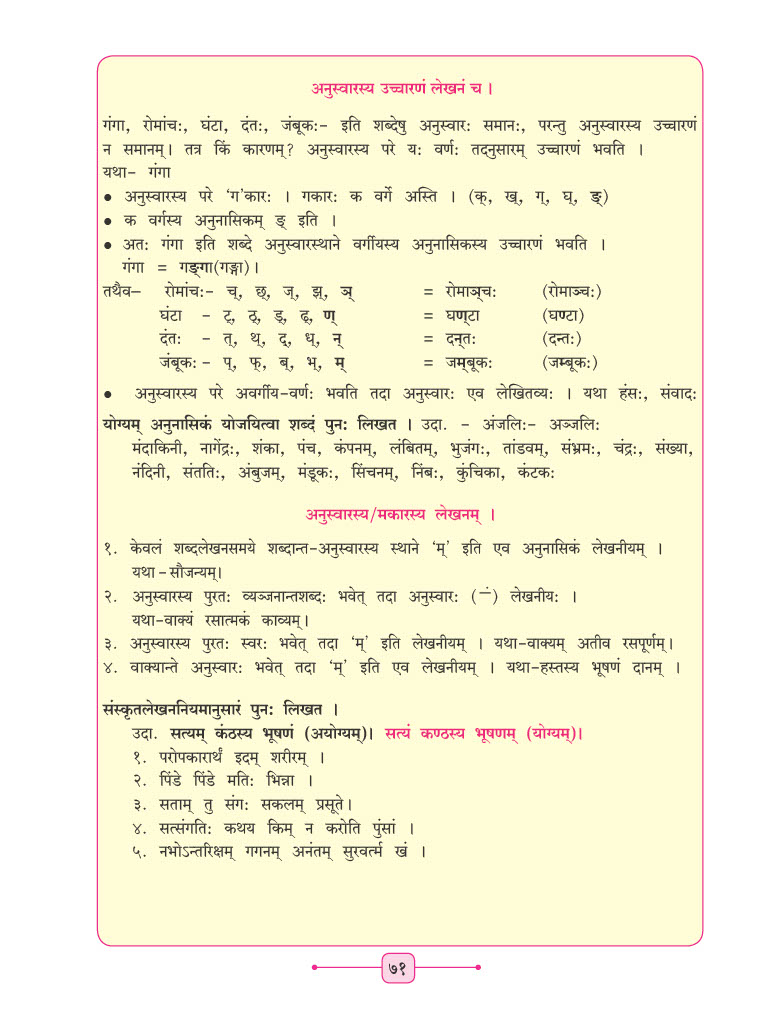 अनुस्वारस्य उच्चारणं लेखनं च ।
गंगा, रोमांचः, घंटा, दंतः, जंबूकः- इति शब्देषु अनुस्वारः समानः, परन्तु अनुस्वारस्य उच्चारणं
न समानम्। तत्र किं कारणम्? अनुस्वारस्य परे यः वर्णः तदनुसारम् उच्चारणं भवति ।
यथा- गंगा
● अनुस्वारस्य परे ‘ग’कारः । गकारः क वर्गे अस्ति । (क्, ख्, ग्, घ्, ङ्)
● क वर्गस्य अनुनासिकम् ङ् इति ।
● अतः गंगा इति शब्दे अनुस्वारस्थाने वर्गीयस्य अनुनासिकस्य उच्चारणं भवति ।
गंगा = गङ्‌गा(गङ्गा)।
तथैव– रोमांचः- च्, छ्, ज्, झ्, ञ् = रोमाञ्‌चः (रोमाञ्चः)
घंटा - ट्, ठ्, ड्, ढ्, ण् = घण्‌टा (घण्टा)
दंतः - त्, थ्, द्, ध्, न् = दन्‌तः (दन्तः)
जंबूकः - प्, फ्, ब्, भ्, म् = जम्‌बूकः (जम्बूकः)
● अनुस्वारस्य परे अवर्गीय-वर्णः भवति तदा अनुस्वारः एव लेखितव्यः । यथा हंसः, संवादः
योग्यम् अनुनासिकं योजयित्वा शब्दं पुनः लिखत । उदा. - अंजलिः- अञ्जलिः
मंदाकिनी, नागेंद्रः, शंका, पंच, कंपनम्, लंबितम्, भुजंगः, तांडवम्, संभ्रमः, चंद्रः, संख्या,
नंदिनी, संततिः, अंबुजम्, मंडूकः, सिंचनम्, निंबः, कुंचिका, कंटकः
अनुस्वारस्य/मकारस्य लेखनम् ।
१. केवलं शब्दलेखनसमये शब्दान्त-अनुस्वारस्य स्थाने ‘म्’ इति एव अनुनासिकं लेखनीयम् ।
यथा - सौजन्यम्।
२. अनुस्वारस्य पुरतः व्यञ्जनान्तशब्दः भवेत् तदा अनुस्वारः (—ं) लेखनीयः ।
यथा-वाक्यं रसात्मकं काव्यम्।
३. अनुस्वारस्य पुरतः स्वरः भवेत् तदा ‘म्’ इति लेखनीयम् । यथा-वाक्यम् अतीव रसपूर्णम्।
४. वाक्यान्ते अनुस्वारः भवेत् तदा ‘म्’ इति एव लेखनीयम् । यथा-हस्तस्य भूषणं दानम् ।
संस्कृतलेखननियमानुसारं पुनः लिखत ।
उदा. सत्यम् कंठस्य भूषणं (अयोग्यम्)। सत्यं कण्ठस्य भूषणम् (योग्यम्)।
१. परोपकारार्थं इदम् शरीरम् ।
२. पिंडे पिंडे मतिः भिन्ना ।
३. सताम् तु संगः सकलम् प्रसूते।
४. सत्संगतिः कथय किम् न करोति पुंसां ।
५. नभोऽन्तरिक्षम् गगनम् अनंतम् सुरवर्त्म खं ।
७१